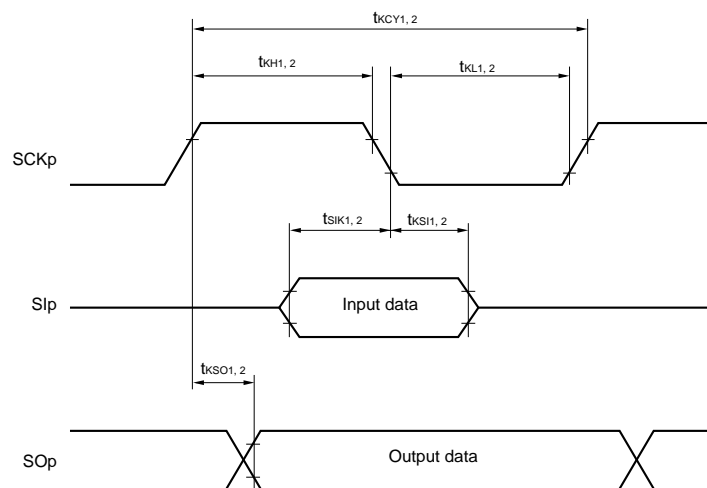 tKCY1, 2
tKH1, 2
tKL1, 2
SCKp
tSIK1, 2
tKSI1, 2
SIp
Input data
tKSO1, 2
SOp
Output data